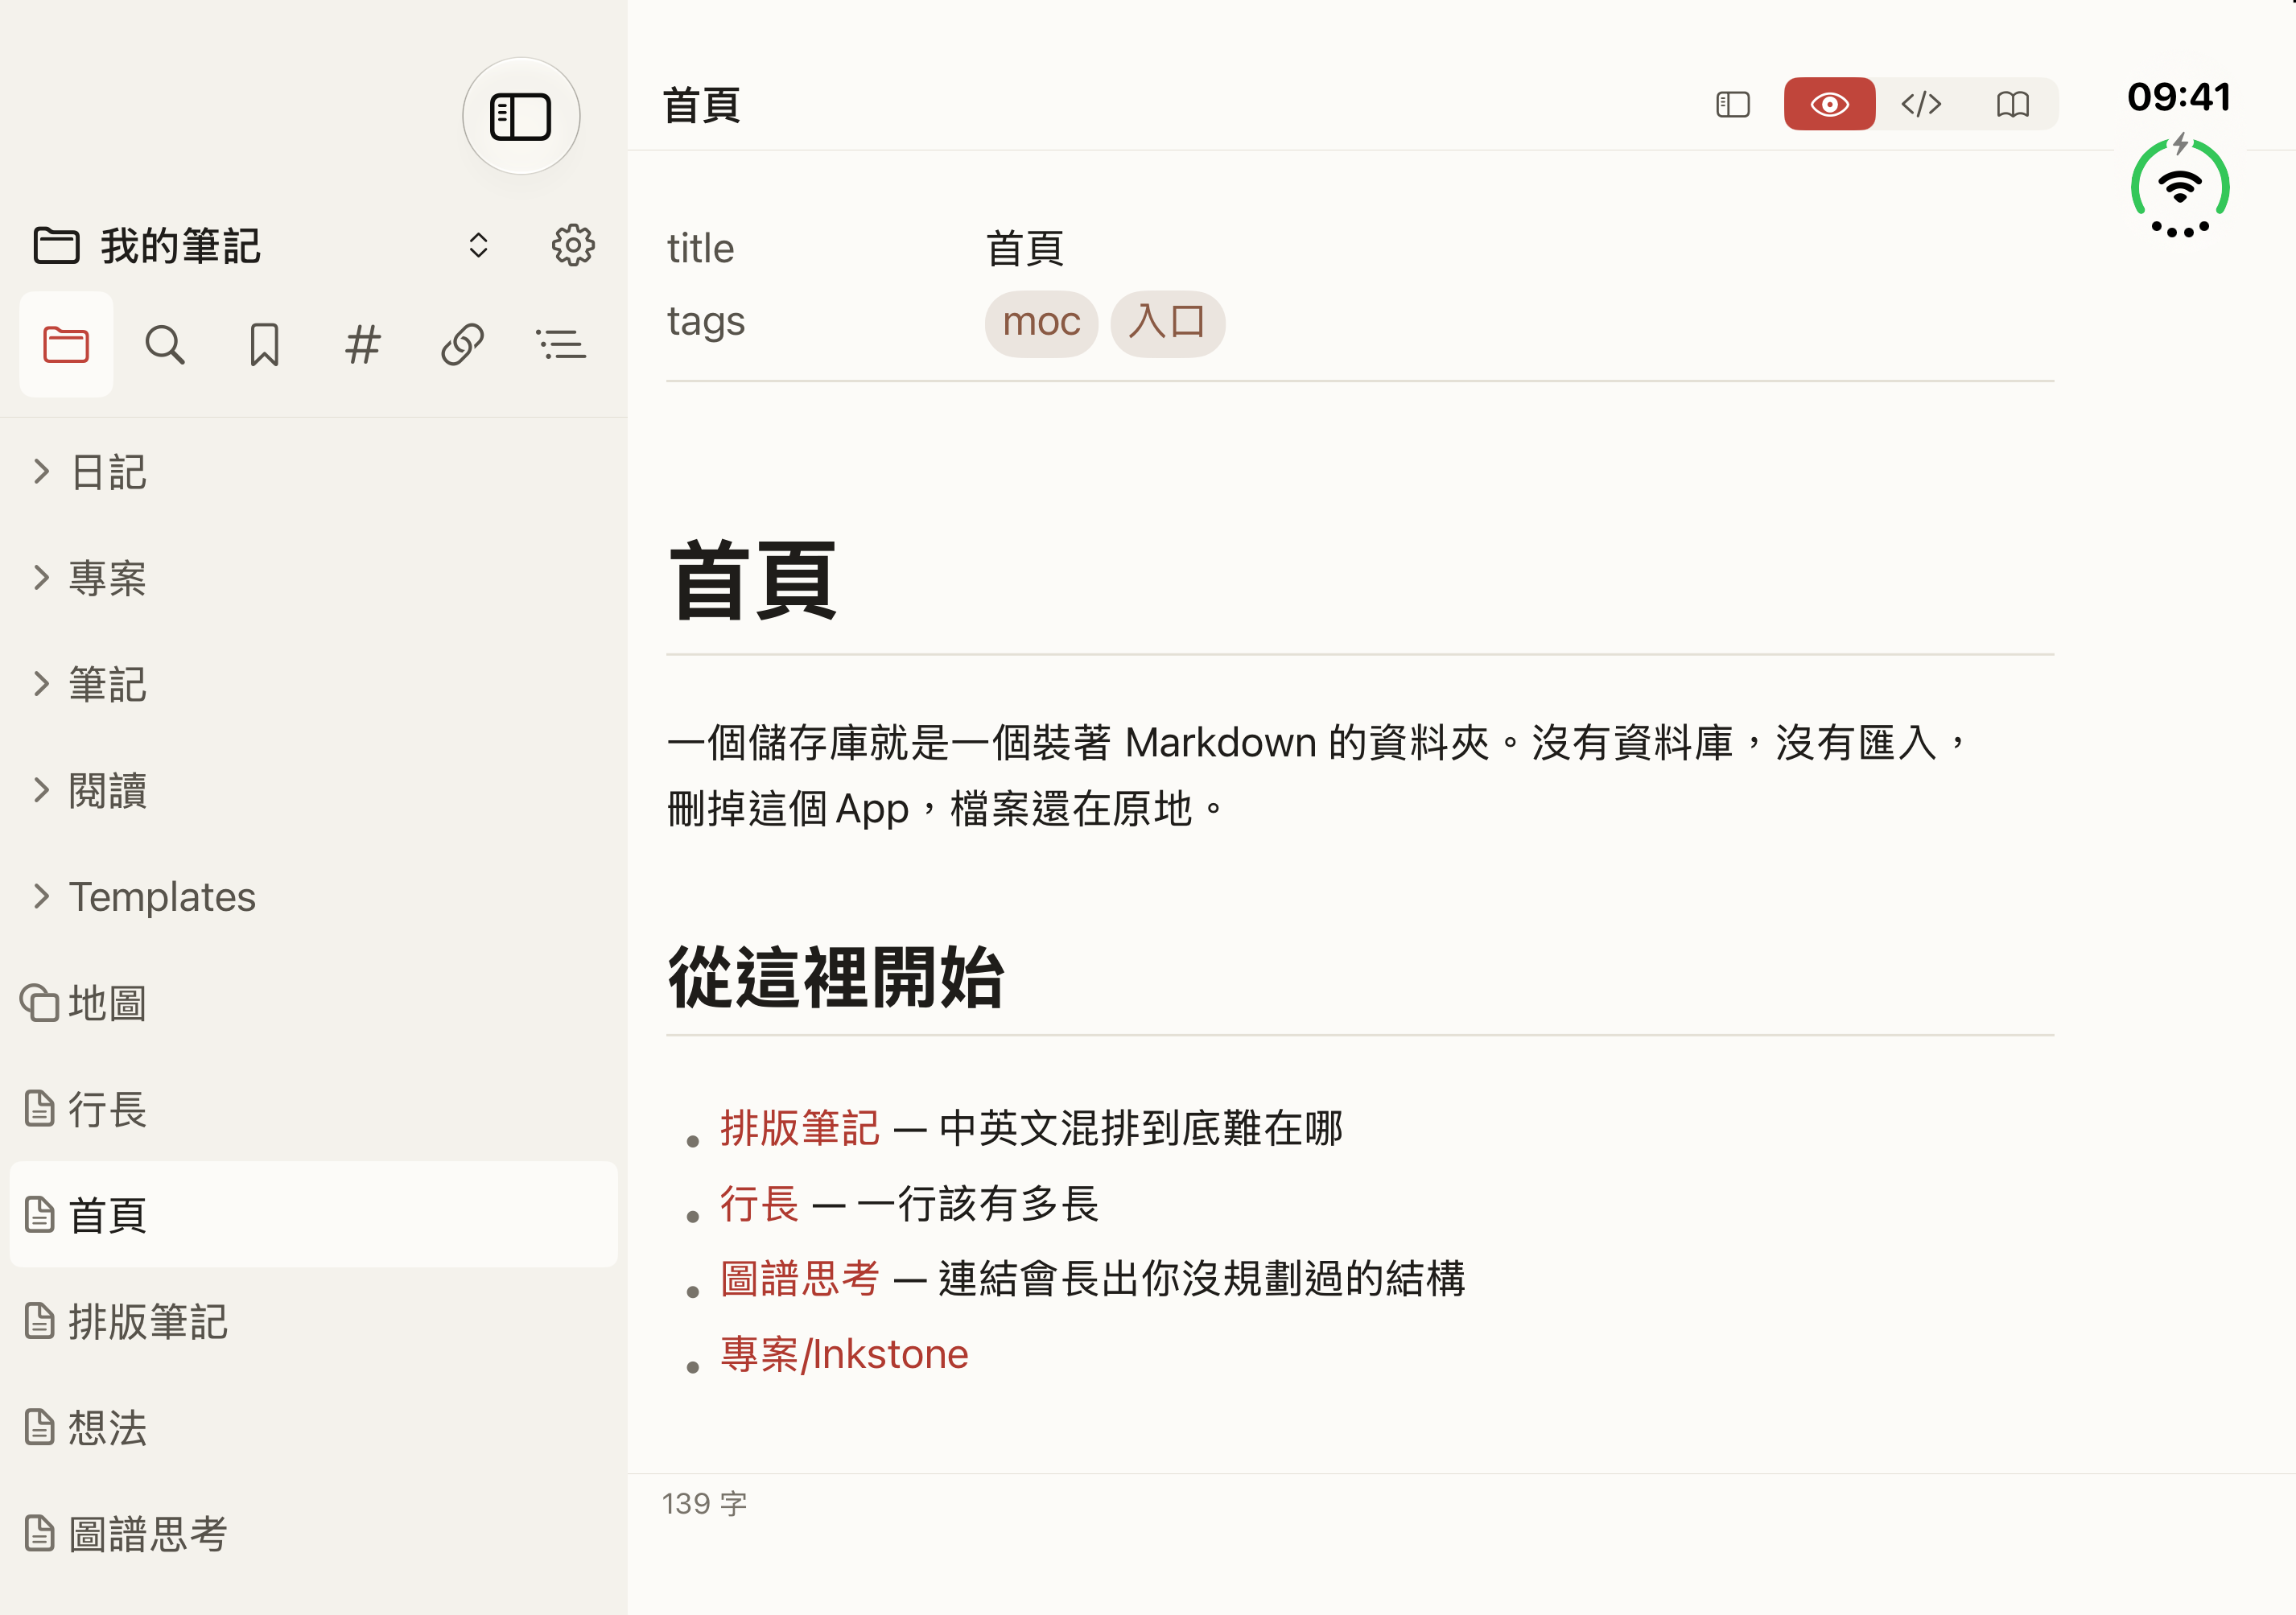 我的筆記
日記
專案
筆記
閱讀
Templates
地圖
行長
首頁
排版筆記
想法
圖譜思考
首頁
09:41
title 首頁
tags moc 入口
首頁
一個儲存庫就是一個裝著 Markdown 的資料夾。沒有資料庫，沒有匯入，
刪掉這個 App，檔案還在原地。
從這裡開始
排版筆記 — 中英文混排到底難在哪
行長 — 一行該有多長
圖譜思考 — 連結會長出你沒規劃過的結構
專案/Inkstone
139 字